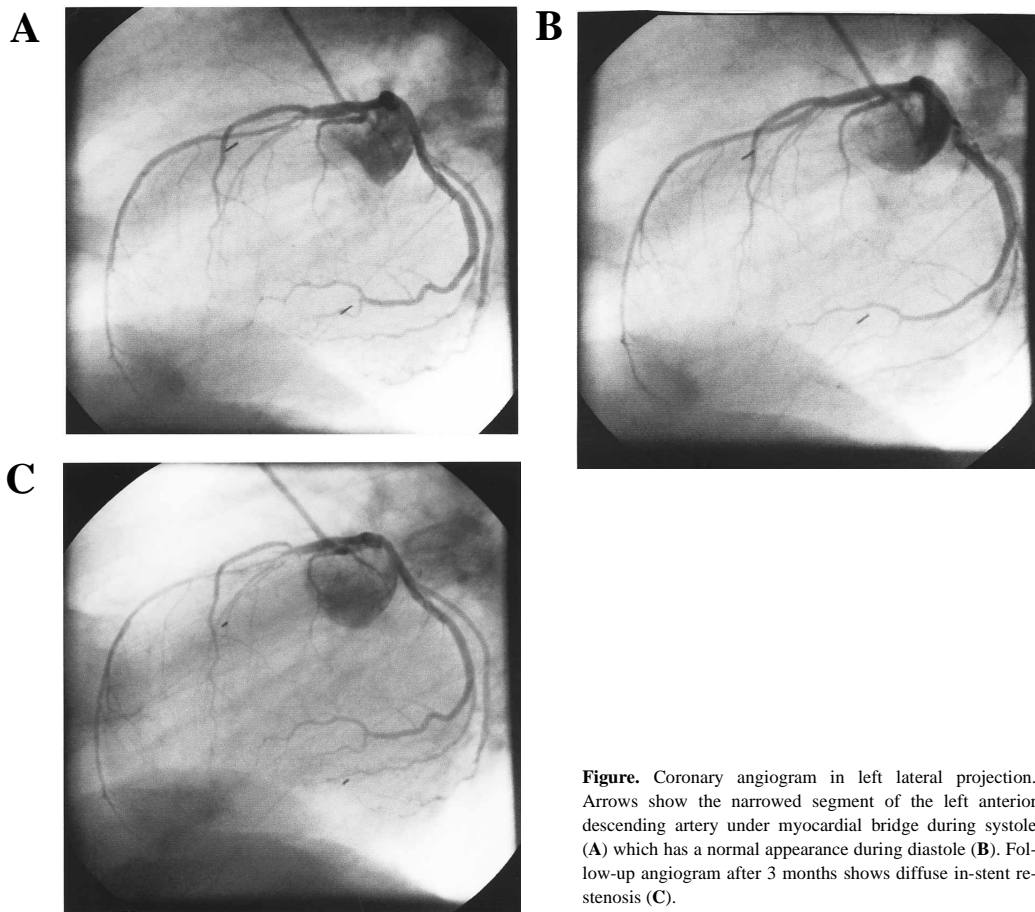 A
B
C
Figure. Coronary angiogram in left lateral projection.
Arrows show the narrowed segment of the left anterior
descending artery under myocardial bridge during systole
(A) which has a normal appearance during diastole (B). Fol-
low-up angiogram after 3 months shows diffuse in-stent re-
stenosis (C).